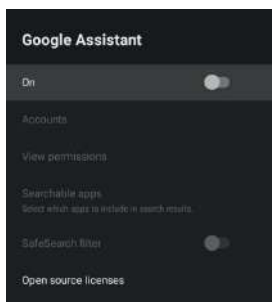 Google Assistant
On
Accounts
View permissions
Searchable apps
Select which apps to include in search results.
SafeSearch filter
Open source licenses